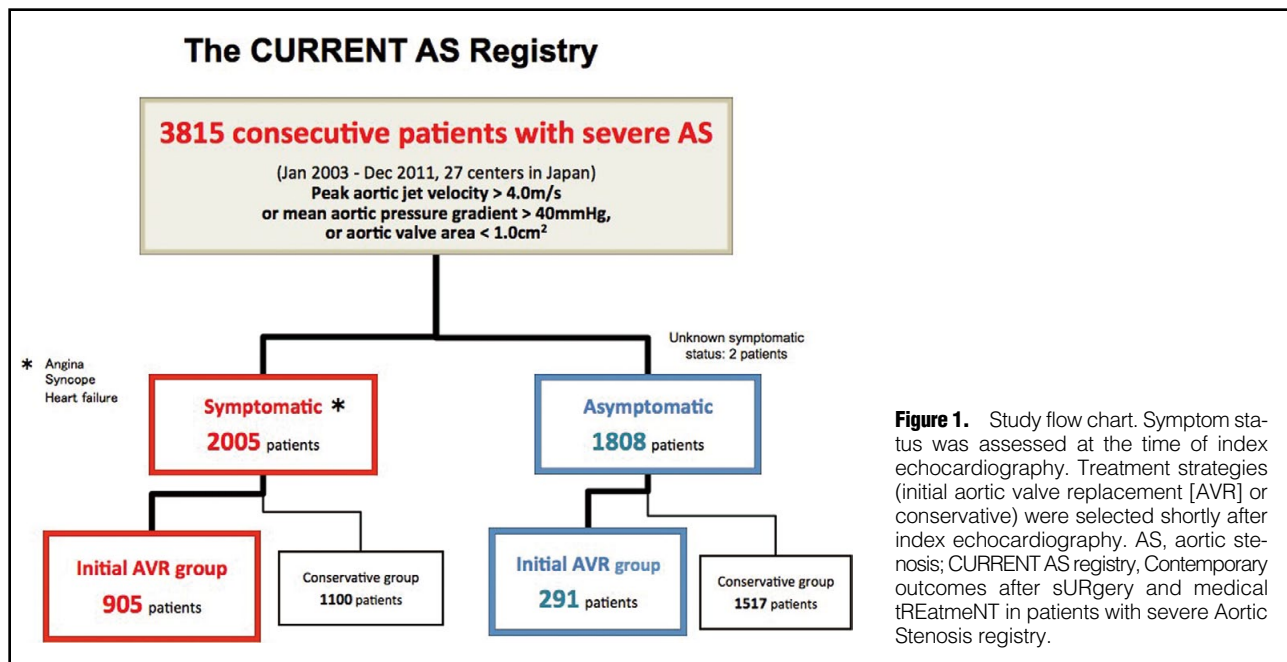 The CURRENT AS Registry
3815 consecutive patients with severe AS
(Jan 2003 - Dec 2011, 27 centers in Japan)
Peak aortic jet velocity > 4.0m/s
or mean aortic pressure gradient > 40mmHg,
or aortic valve area < 1.0cm²
Unknown symptomatic
status: 2 patients
* Angina
Syncope
Heart failure
Symptomatic *
2005 patients
Asymptomatic
1808 patients
Initial AVR group
905 patients
Conservative group
1100 patients
Initial AVR group
291 patients
Conservative group
1517 patients
Figure 1. Study flow chart. Symptom sta-
tus was assessed at the time of index
echocardiography. Treatment strategies
(initial aortic valve replacement [AVR] or
conservative) were selected shortly after
index echocardiography. AS, aortic ste-
nosis; CURRENT AS registry, Contemporary
outcomes after sURgery and medical
tREatmeNT in patients with severe Aortic
Stenosis registry.